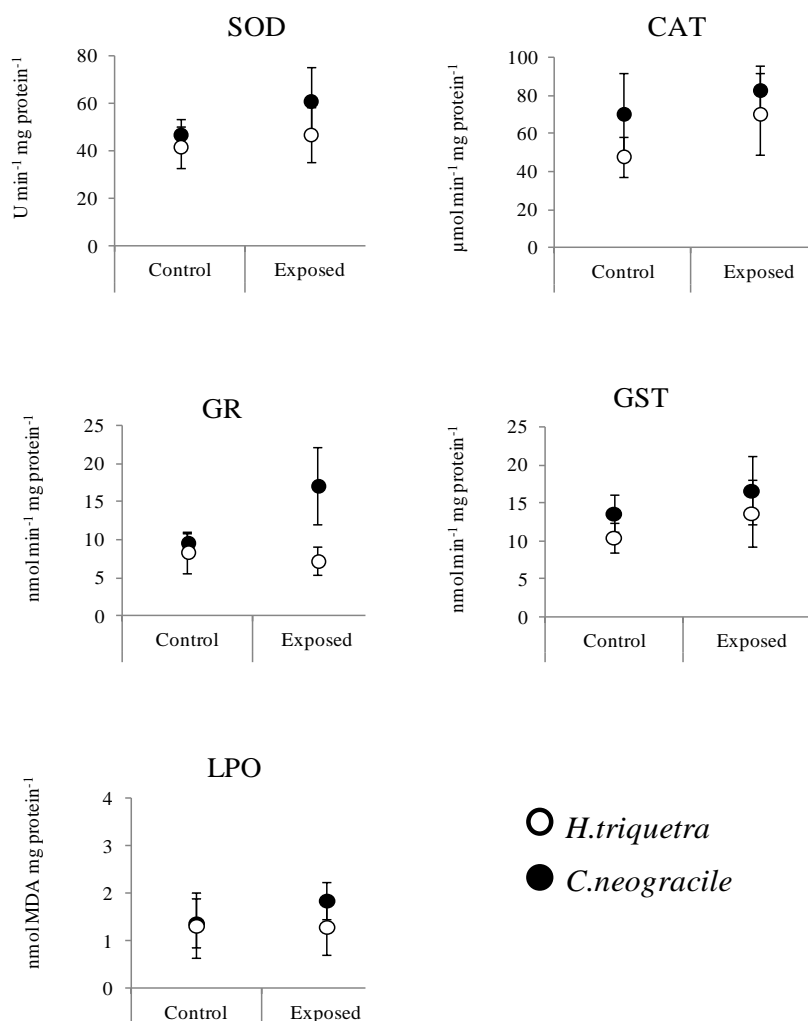 SOD
80
60
40
20
0
U min⁻¹ mg protein⁻¹
Control Exposed
CAT
100
80
60
40
20
0
µmol min⁻¹ mg protein⁻¹
Control Exposed
GR
25
20
15
10
5
0
nmol min⁻¹ mg protein⁻¹
Control Exposed
GST
25
20
15
10
5
0
nmol min⁻¹ mg protein⁻¹
Control Exposed
LPO
4
3
2
1
0
nmol MDA mg protein⁻¹
Control Exposed
H.triquetra
C.neogracile